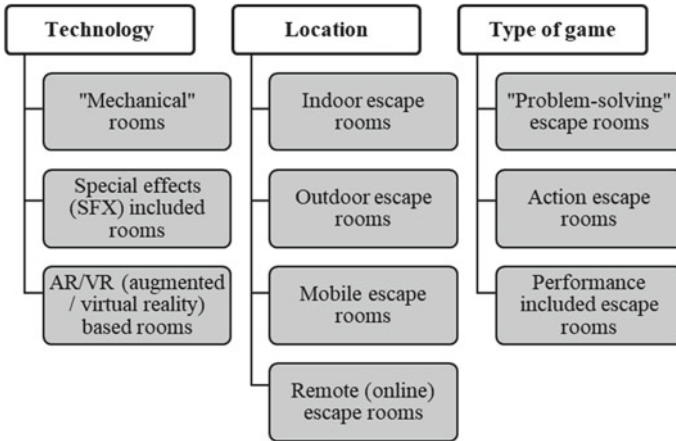 Technology
"Mechanical"
rooms
Special effects
(SFX) included
rooms
AR/VR (augmented
/ virtual reality)
based rooms
Location
Indoor escape
rooms
Outdoor escape
rooms
Mobile escape
rooms
Remote (online)
escape rooms
Type of game
"Problem-solving"
escape rooms
Action escape
rooms
Performance
included escape
rooms